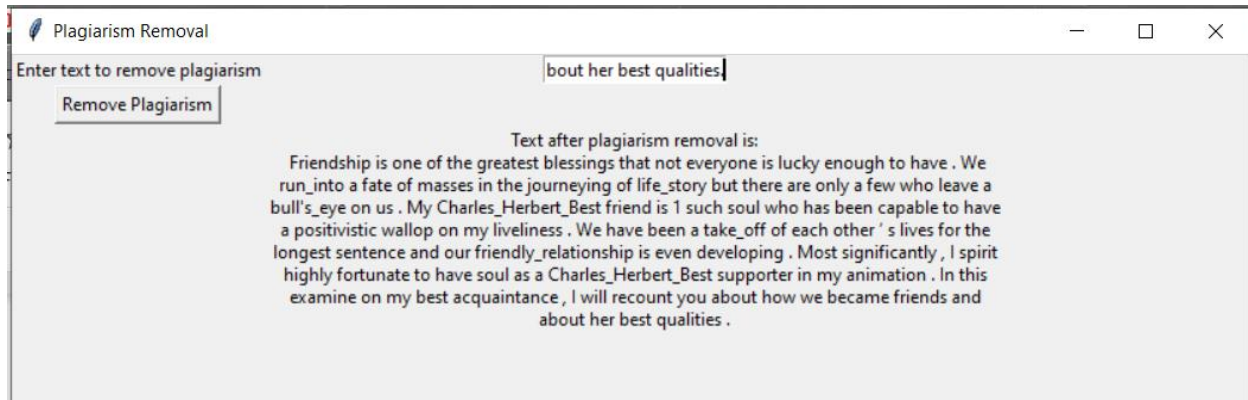 Plagiarism Removal
Enter text to remove plagiarism
bout her best qualities.
Remove Plagiarism
Text after plagiarism removal is:
Friendship is one of the greatest blessings that not everyone is lucky enough to have . We
run_into a fate of masses in the journeying of life_story but there are only a few who leave a
bull's_eye on us . My Charles_Herbert_Best friend is 1 such soul who has been capable to have
a positivistic wallop on my liveliness . We have been a take_off of each other ' s lives for the
longest sentence and our friendly_relationship is even developing . Most significantly , I spirit
highly fortunate to have soul as a Charles_Herbert_Best supporter in my animation . In this
examine on my best acquaintance , I will recount you about how we became friends and
about her best qualities .